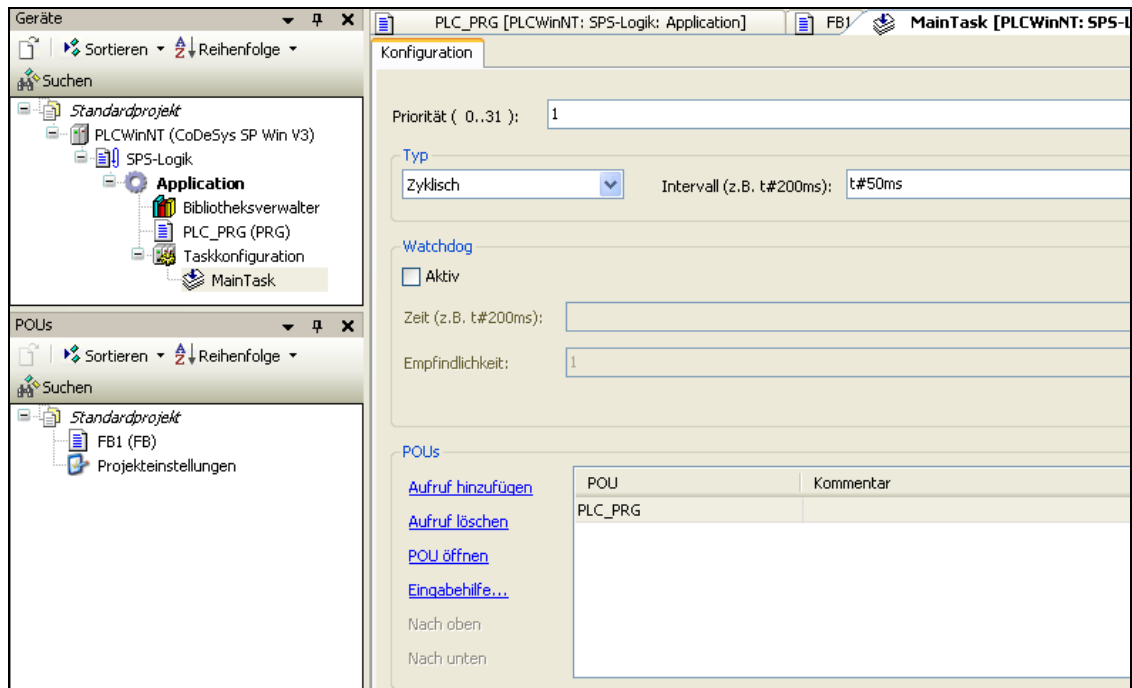 Geräte
Sortieren Reihenfolge
Suchen
Standardprojekt
PLCWinNT (CoDeSys SP Win V3)
SPS-Logik
Application
Bibliotheksverwalter
PLC_PRG (PRG)
Taskkonfiguration
MainTask
POUs
Sortieren Reihenfolge
Suchen
Standardprojekt
FB1 (FB)
Projekteinstellungen
PLC_PRG [PLCWinNT: SPS-Logik: Application] FB1 MainTask [PLCWinNT: SPS-L
Konfiguration
Priorität ( 0..31 ): 1
Typ
Zyklisch Intervall (z.B. t#200ms): t#50ms
Watchdog
Aktiv
Zeit (z.B. t#200ms):
Empfindlichkeit: 1
POUs
Aufruf hinzufügen
Aufruf löschen
POU öffnen
Eingabehilfe...
Nach oben
Nach unten
POU Kommentar
PLC_PRG